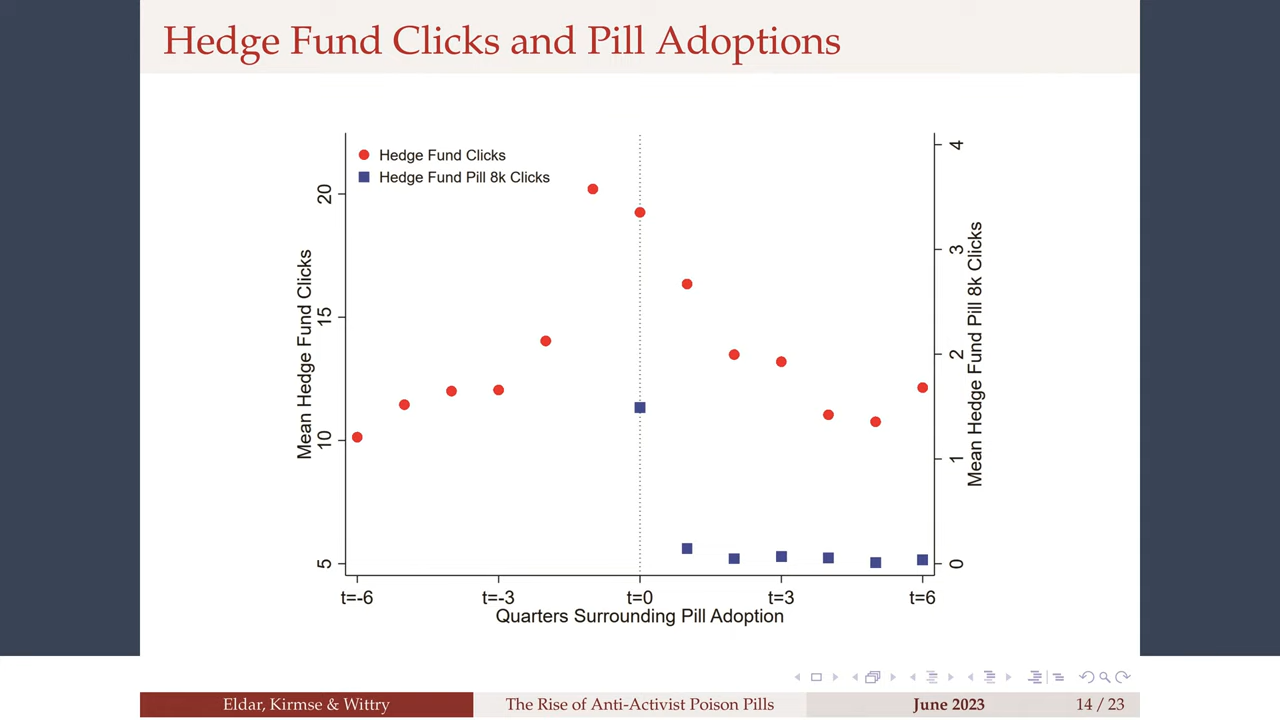 Hedge Fund Clicks and Pill Adoptions
Hedge Fund Clicks
Hedge Fund Pill 8k Clicks
Mean Hedge Fund Clicks
20
15
10
5
4
3
2
1
0
Mean Hedge Fund Pill 8k Clicks
t=-6 t=-3 t=0 t=3 t=6
Quarters Surrounding Pill Adoption
Eldar, Kirmse & Wittry The Rise of Anti-Activist Poison Pills June 2023 14 / 23